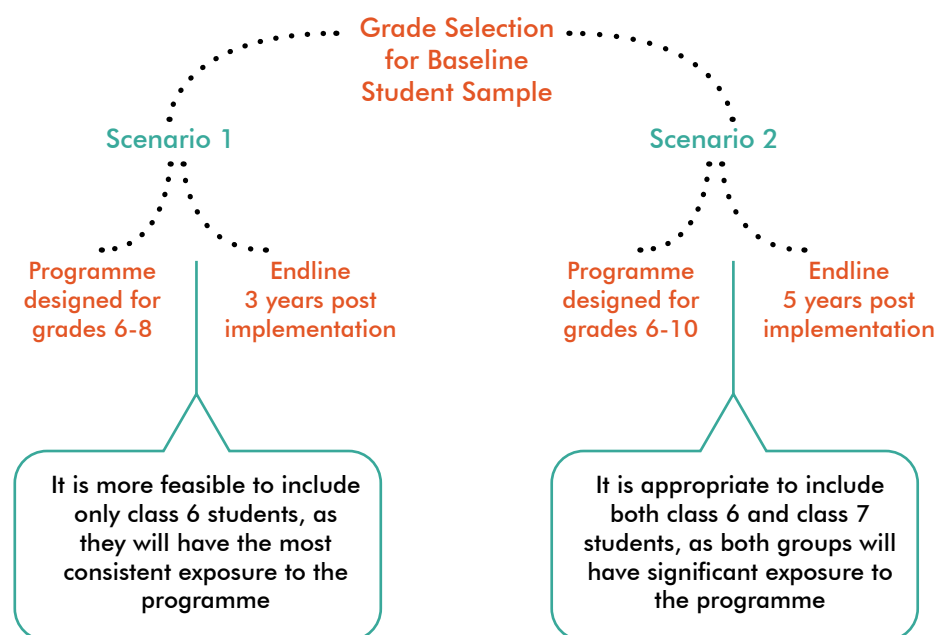 Grade Selection
for Baseline
Student Sample
Scenario 1
Programme
designed for
grades 6-8
Endline
3 years post
implementation
It is more feasible to include
only class 6 students, as
they will have the most
consistent exposure to the
programme
Scenario 2
Programme
designed for
grades 6-10
Endline
5 years post
implementation
It is appropriate to include
both class 6 and class 7
students, as both groups will
have significant exposure to
the programme